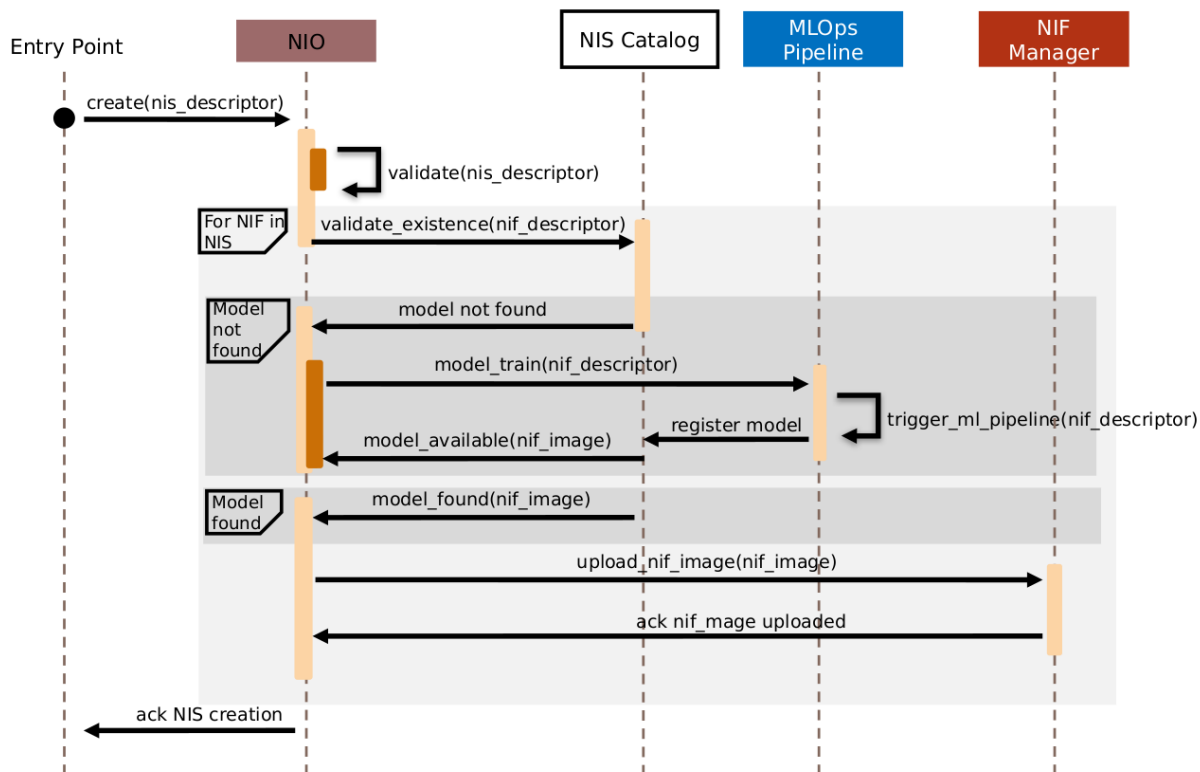 Entry Point
NIO
NIS Catalog
MLOps
Pipeline
NIF
Manager
create(nis_descriptor)
validate(nis_descriptor)
For NIF in
NIS
validate_existence(nif_descriptor)
Model
not
found
model not found
model_train(nif_descriptor)
trigger_ml_pipeline(nif_descriptor)
register model
model_available(nif_image)
Model
found
model_found(nif_image)
upload_nif_image(nif_image)
ack nif_mage uploaded
ack NIS creation